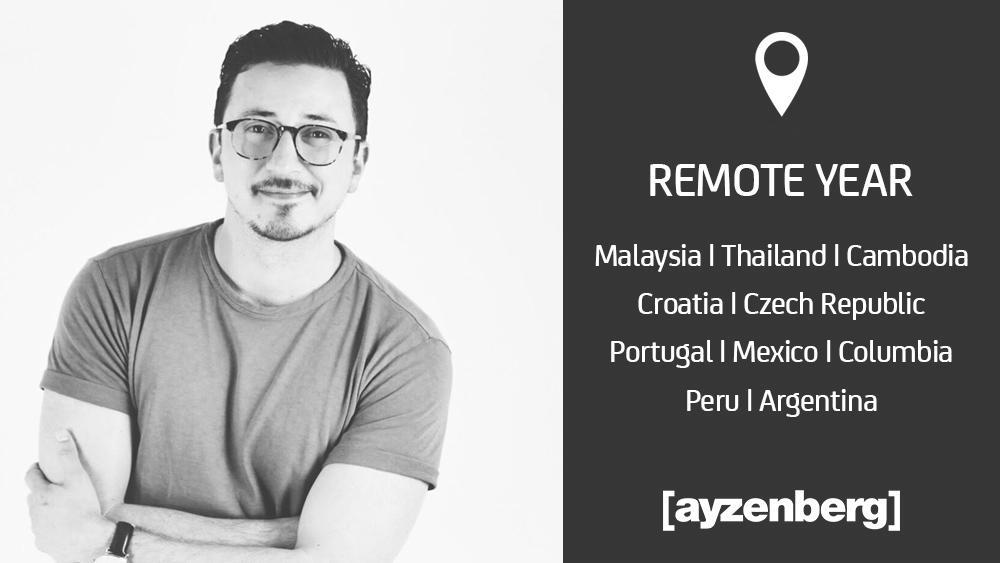 REMOTE YEAR
Malaysia | Thailand | Cambodia
Croatia | Czech Republic
Portugal | Mexico | Columbia
Peru | Argentina
[ayzenberg]